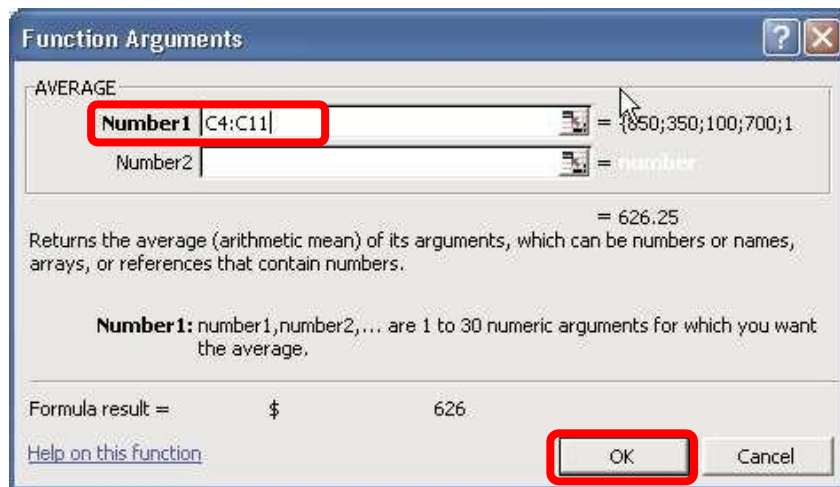 Function Arguments
AVERAGE
Number1 C4:C11 = {650;350;100;700;1
Number2 = number
= 626.25
Returns the average (arithmetic mean) of its arguments, which can be numbers or names,
arrays, or references that contain numbers.
Number1: number1,number2,... are 1 to 30 numeric arguments for which you want
the average.
Formula result = $ 626
Help on this function OK Cancel